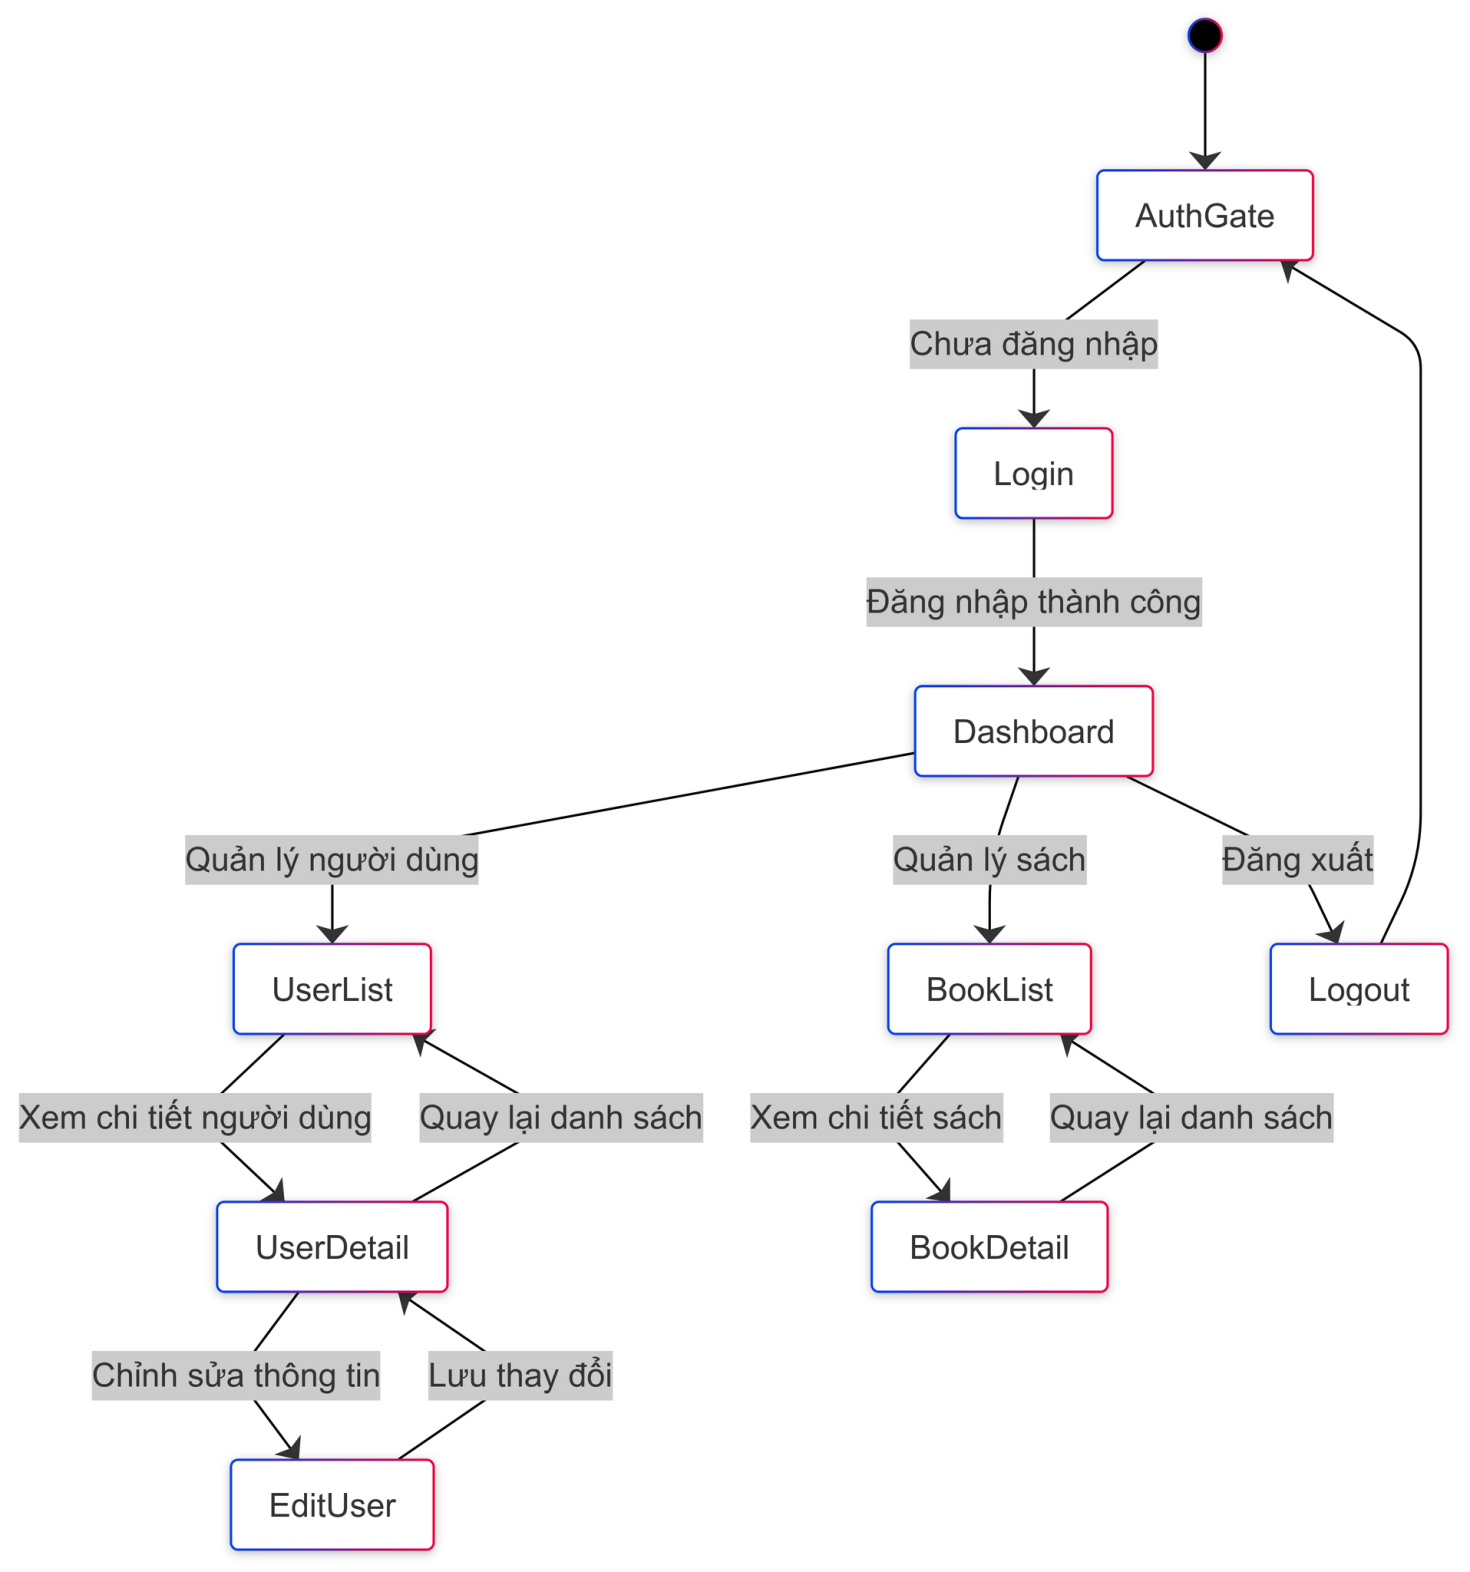 AuthGate
Chưa đăng nhập
Login
Đăng nhập thành công
Dashboard
Quản lý người dùng
Quản lý sách
Đăng xuất
UserList
BookList
Logout
Xem chi tiết người dùng
Quay lại danh sách
Xem chi tiết sách
Quay lại danh sách
UserDetail
BookDetail
Chỉnh sửa thông tin
Lưu thay đổi
EditUser